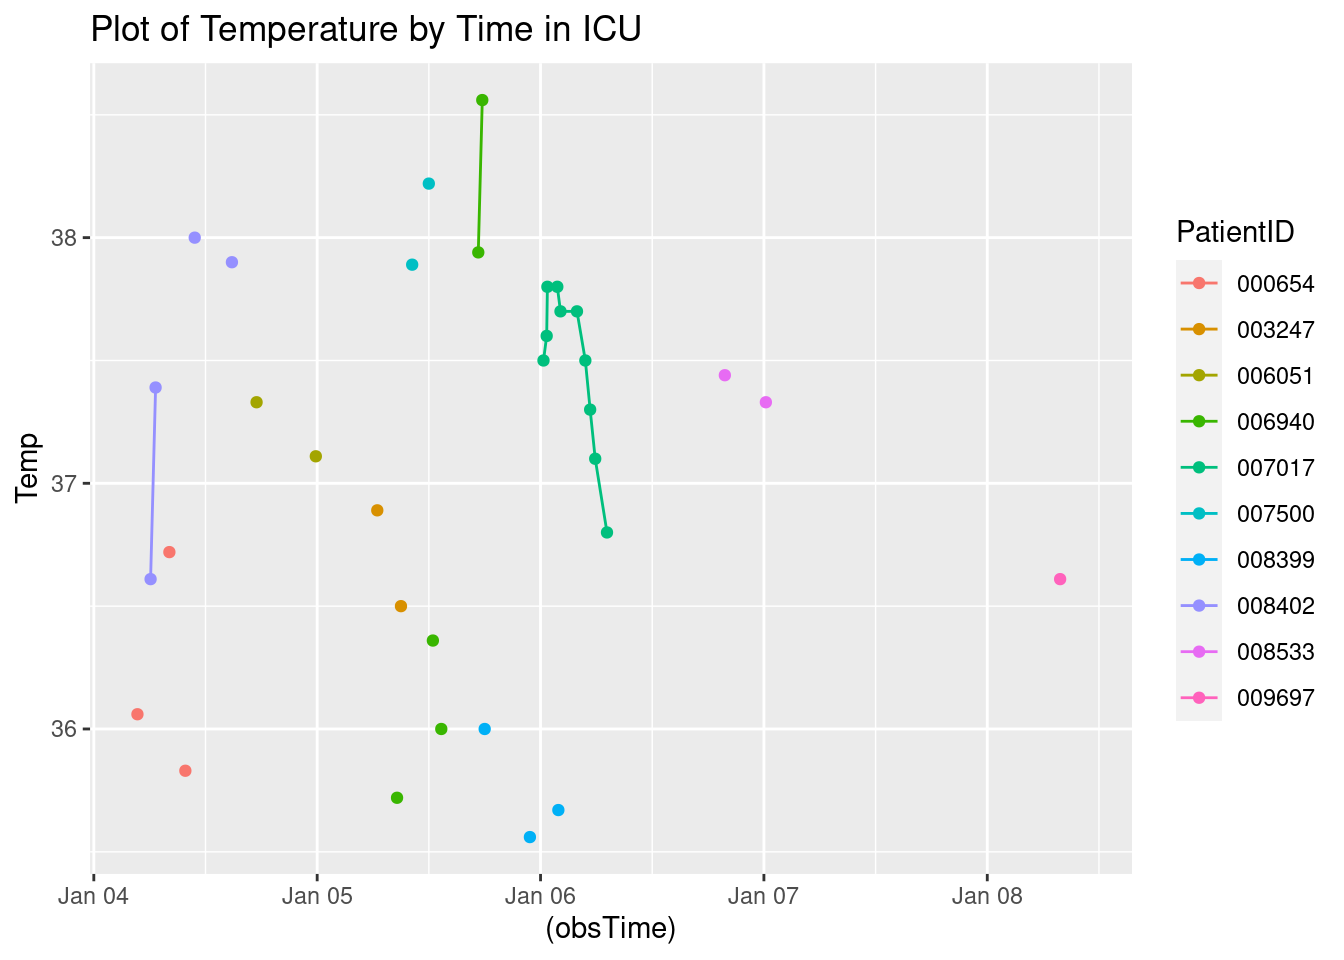 Plot of Temperature by Time in ICU
38
37
36
Temp
Jan 04
Jan 05
Jan 06
Jan 07
Jan 08
(obsTime)
PatientID
000654
003247
006051
006940
007017
007500
008399
008402
008533
009697